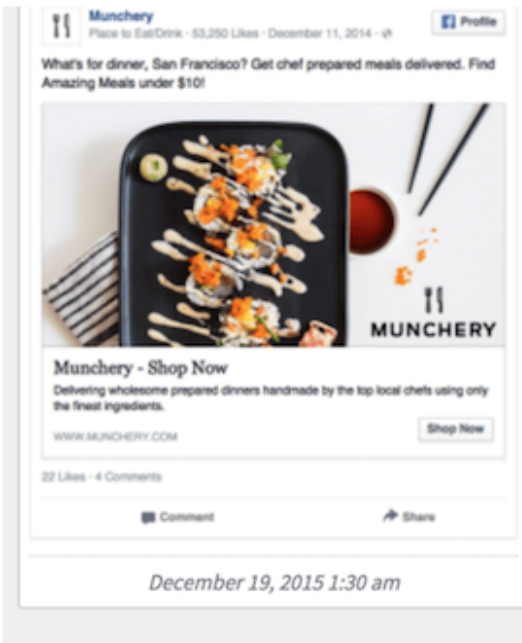 Munchery
Profile
Place to Eat/Drink · 53,250 Likes · December 11, 2014 ·
What's for dinner, San Francisco? Get chef prepared meals delivered. Find
Amazing Meals under $10!
MUNCHERY
Munchery - Shop Now
Delivering wholesome prepared dinners handmade by the top local chefs using only
the finest ingredients.
WWW.MUNCHERY.COM
Shop Now
22 Likes · 4 Comments
Comment
Share
December 19, 2015 1:30 am